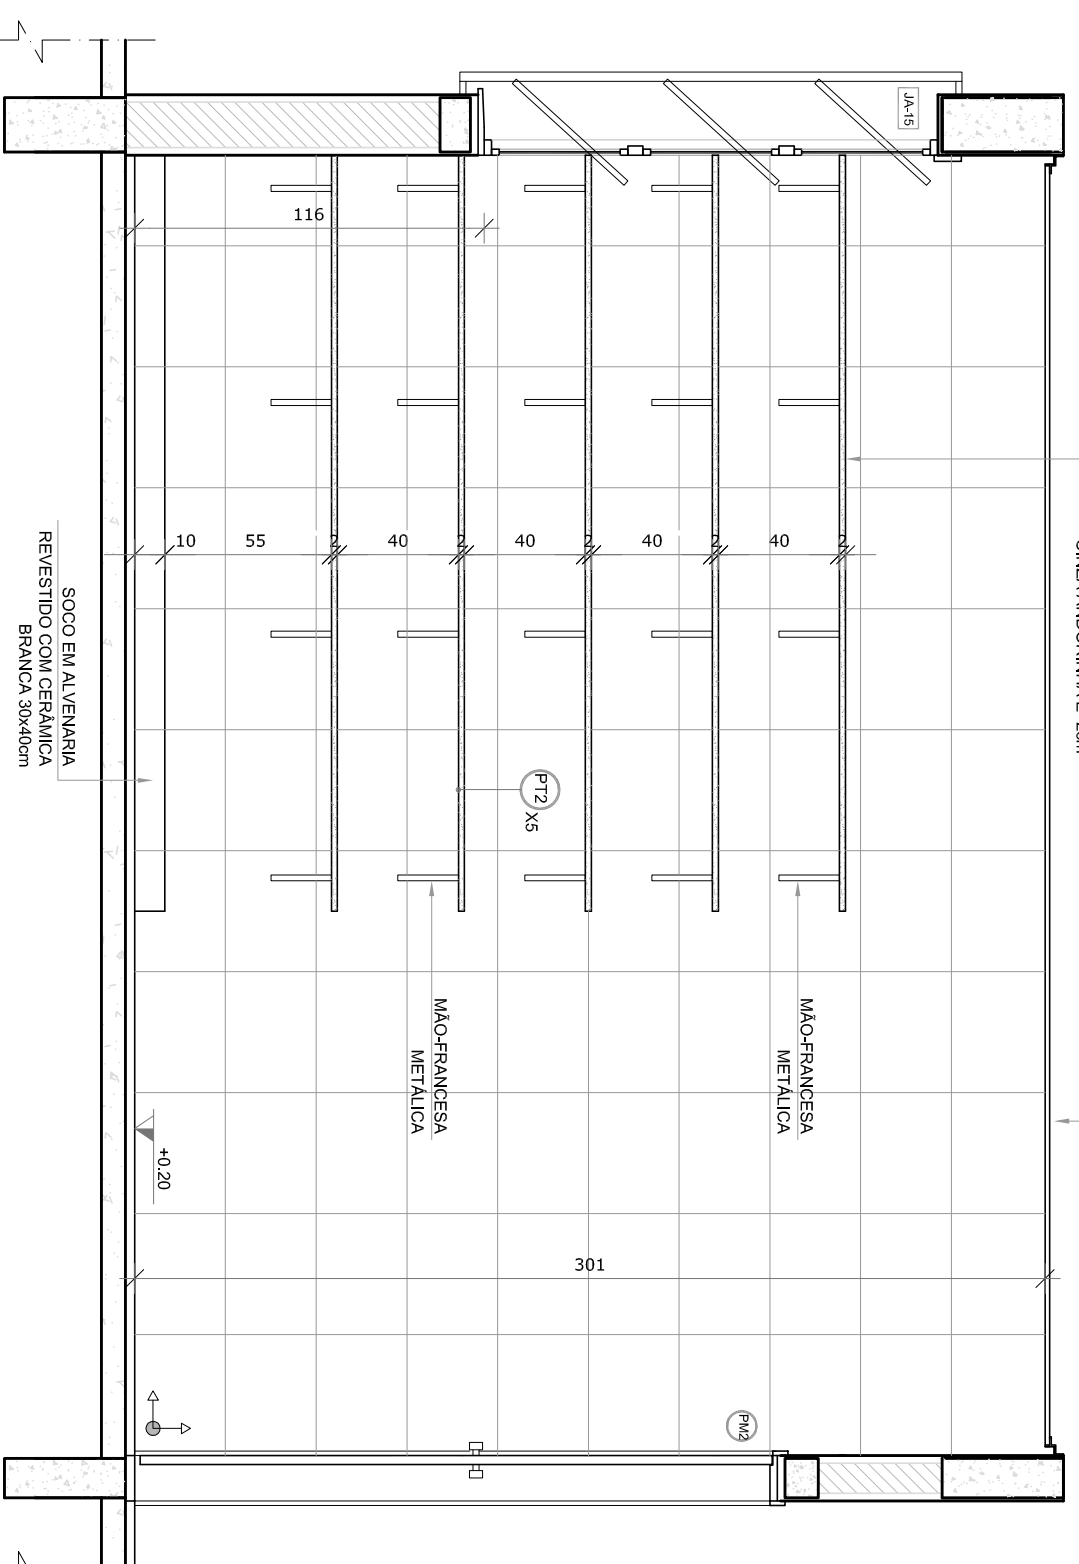 JA-15
116
10
55
2
40
2
40
2
40
2
40
2
SOCO EM ALVENARIA
REVESTIDO COM CERÂMICA
BRANCA 30x40cm
PT2
X5
MÃO-FRANCESA
METÁLICA
MÃO-FRANCESA
METÁLICA
+0.20
301
PM2